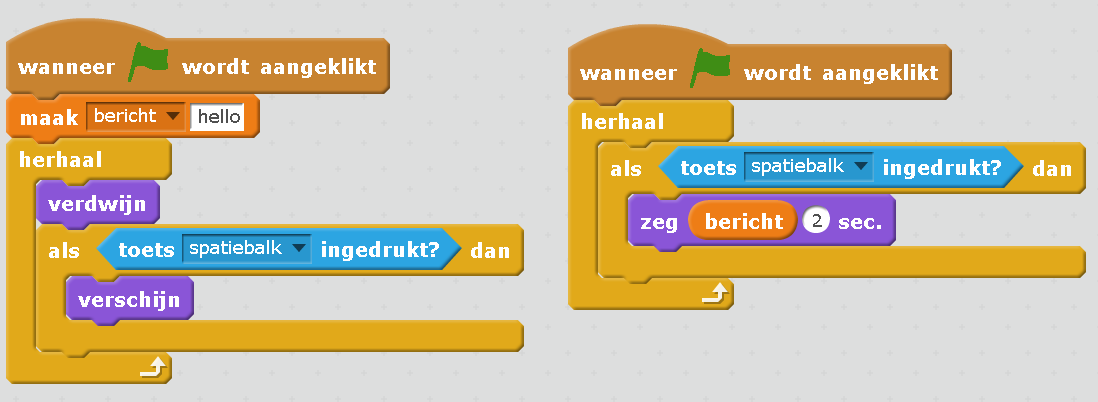 wanneer wordt aangeklikt
maak bericht hello
herhaal
verdwijn
als toets spatiebalk ingedrukt? dan
verschijn
wanneer wordt aangeklikt
herhaal
als toets spatiebalk ingedrukt? dan
zeg bericht 2 sec.